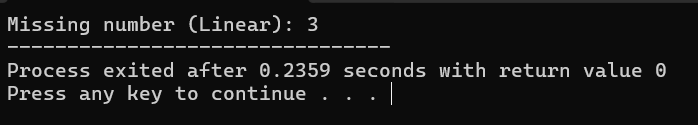 Missing number (Linear): 3
--------------------------------
Process exited after 0.2359 seconds with return value 0
Press any key to continue . . .